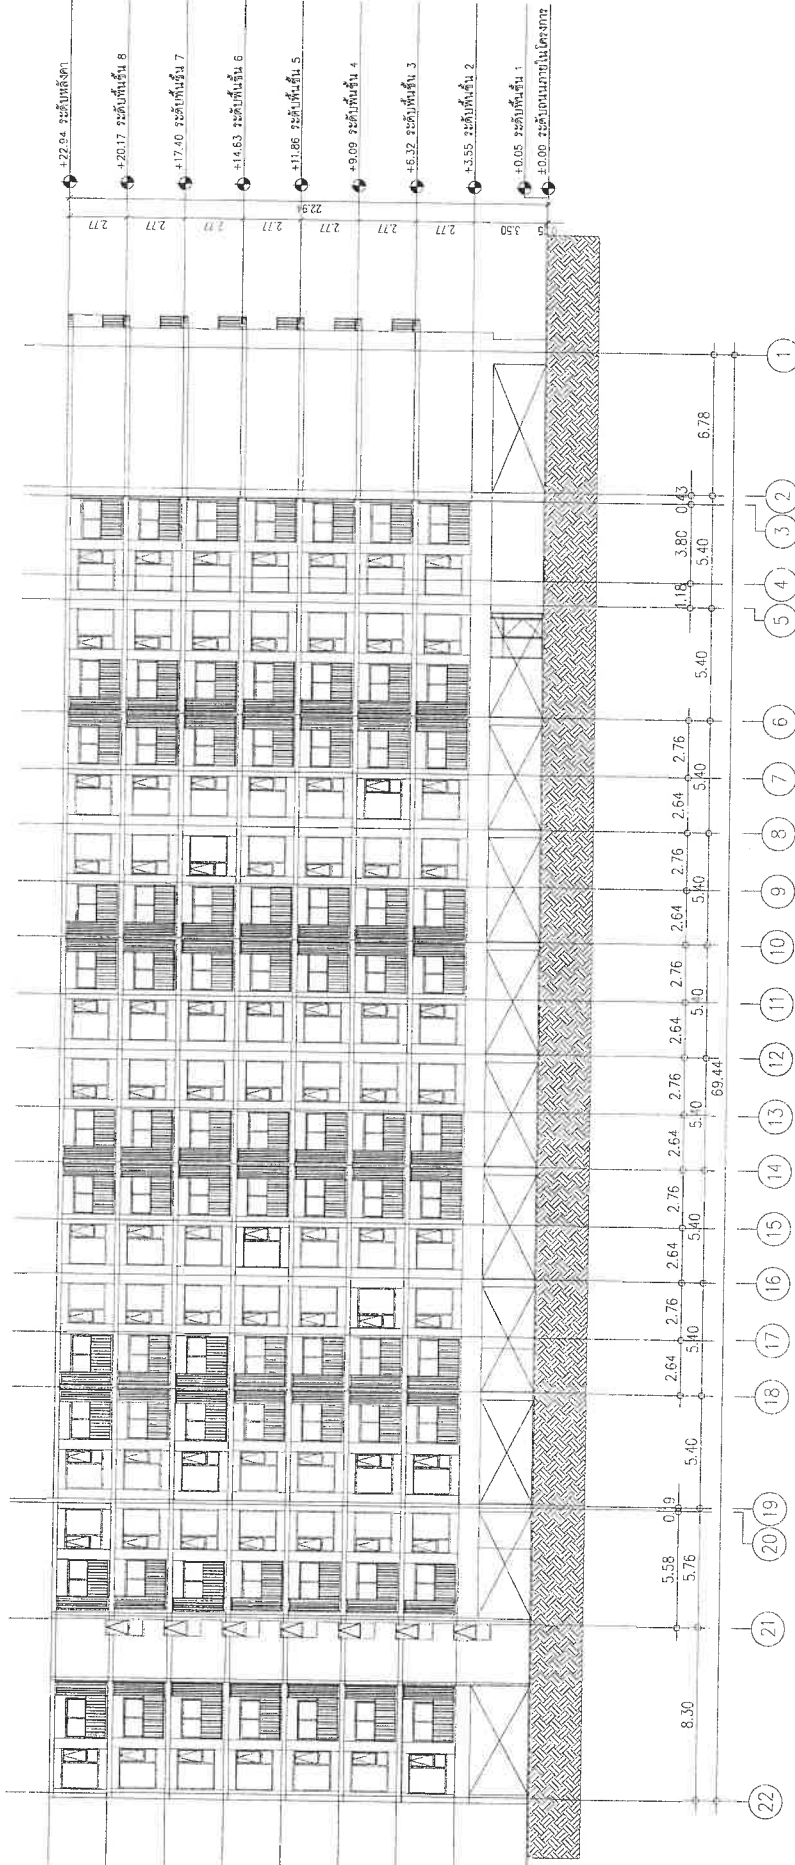 +22.94 ระดับหลังคา
+20.17 ระดับพื้นชั้น 8
+17.40 ระดับพื้นชั้น 7
+14.63 ระดับพื้นชั้น 6
+11.86 ระดับพื้นชั้น 5
+9.09 ระดับพื้นชั้น 4
+6.32 ระดับพื้นชั้น 3
+3.55 ระดับพื้นชั้น 2
+0.05 ระดับพื้นชั้น 1
±0.00 ระดับถนนภายในโครงการ
22.94
2.77
2.77
2.77
2.77
2.77
2.77
2.77
3.50
5.58 0.19 2.64 2.76 2.64 2.76 2.64 2.76 2.64 2.76 2.64 2.76 2.64 2.76 1.18 3.80 0.43
8.30 5.76 5.40 5.40 5.40 5.40 5.40 5.40 5.40 5.40 5.40 6.78
69.44
22 21 20 19 18 17 16 15 14 13 12 11 10 9 8 7 6 5 4 3 2 1